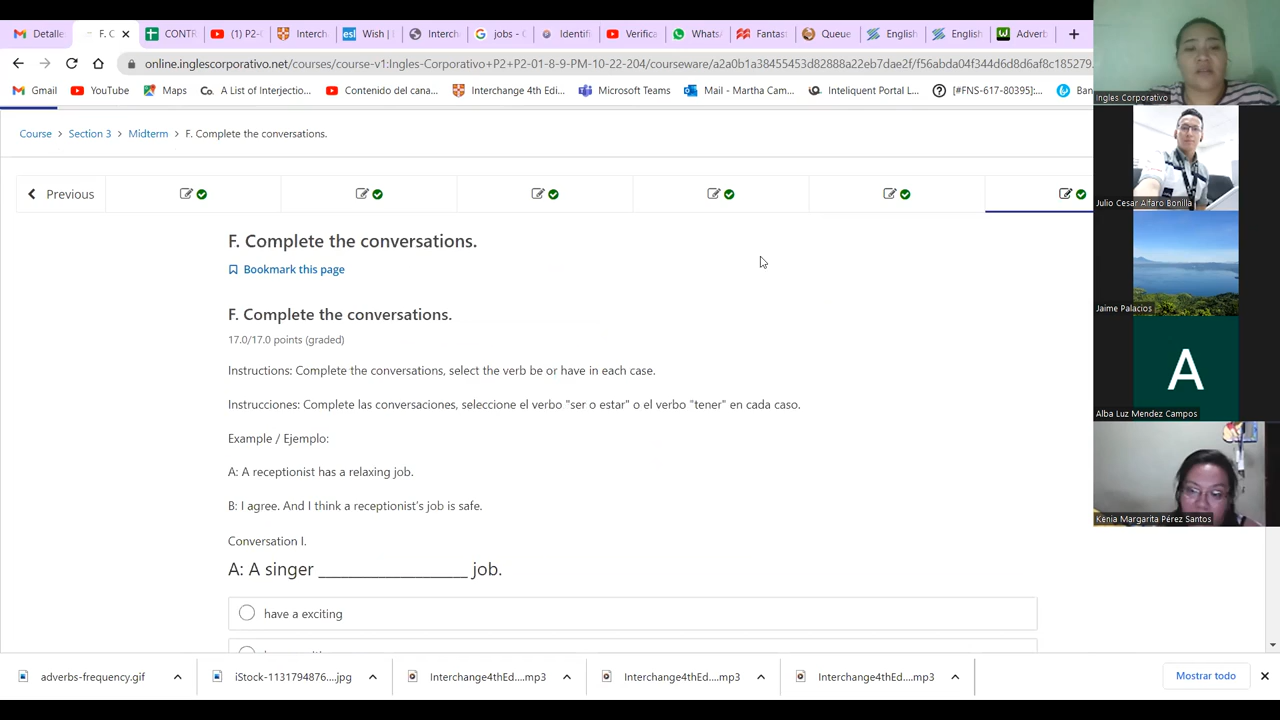 Detalle
F. C
CONTR
(1) P2-
Interch
Wish |
Interch
jobs -
Identifi
Verifica
Whats
Fantas
Queue
English
English
Adverb
online.inglescorporativo.net/courses/course-v1:Ingles-Corporativo+P2+P2-01-8-9-PM-10-22-204/courseware/a2a0b1a38455453d82888a22eb7dae2f/f56abda04f344d6d8d6af8c185279
Gmail
YouTube
Maps
A List of Interjectio...
Contenido del cana...
Interchange 4th Edi...
Microsoft Teams
Mail - Martha Cam...
Inteliquent Portal L...
[#FNS-617-80395]:...
Ban
Course > Section 3 > Midterm > F. Complete the conversations.
Previous
F. Complete the conversations.
Bookmark this page
F. Complete the conversations.
17.0/17.0 points (graded)
Instructions: Complete the conversations, select the verb be or have in each case.
Instrucciones: Complete las conversaciones, seleccione el verbo "ser o estar" o el verbo "tener" en cada caso.
Example / Ejemplo:
A: A receptionist has a relaxing job.
B: I agree. And I think a receptionist's job is safe.
Conversation I.
A: A singer ___________________ job.
have a exciting
Ingles Corporativo
Julio Cesar Alfaro Bonilla
Jaime Palacios
A
Alba Luz Mendez Campos
Kenia Margarita Pérez Santos
adverbs-frequency.gif
iStock-1131794876....jpg
Interchange4thEd....mp3
Interchange4thEd....mp3
Interchange4thEd....mp3
Mostrar todo